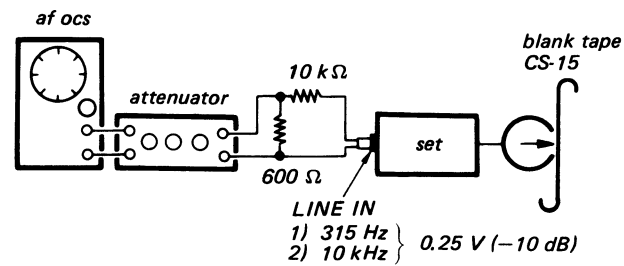 af ocs
blank tape
CS-15
10 kΩ
attenuator
set
600 Ω
LINE IN
1) 315 Hz
2) 10 kHz
0.25 V (−10 dB)